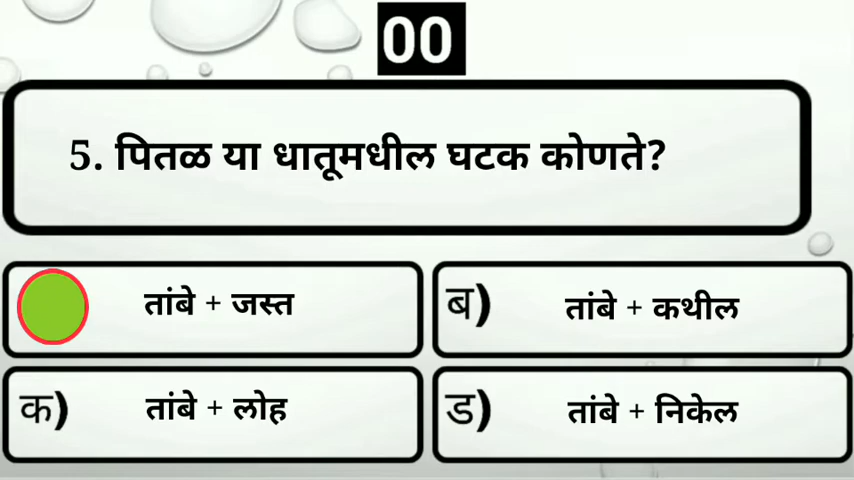 00
5. पितळ या धातूमधील घटक कोणते?
तांबे + जस्त
ब) तांबे + कथील
क) तांबे + लोह
ड) तांबे + निकेल